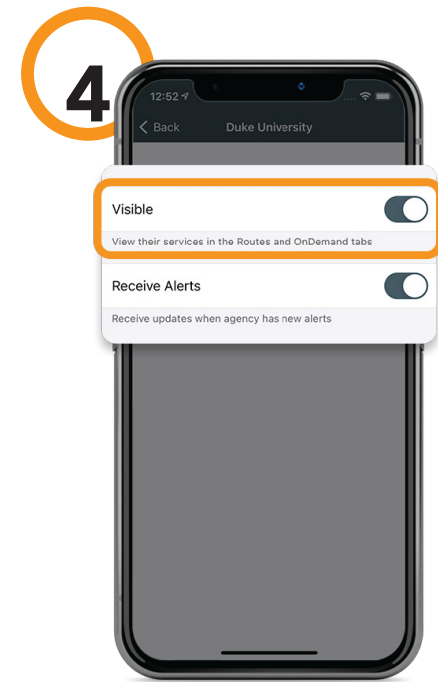 4
12:52
Back Duke University
Visible
View their services in the Routes and OnDemand tabs
Receive Alerts
Receive updates when agency has new alerts